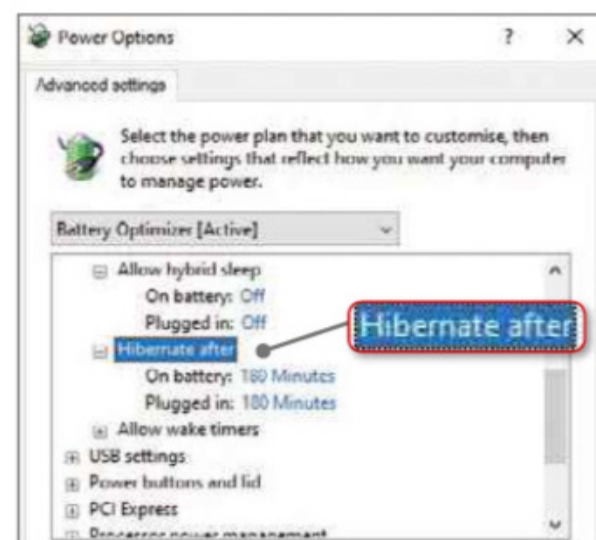 Power Options
Advanced settings
Select the power plan that you want to customise, then
choose settings that reflect how you want your computer
to manage power.
Battery Optimizer [Active]
Allow hybrid sleep
On battery: Off
Plugged in: Off
Hibernate after
Hibernate after
On battery: 180 Minutes
Plugged in: 180 Minutes
Allow wake timers
USB settings
Power buttons and lid
PCI Express
Processor power management